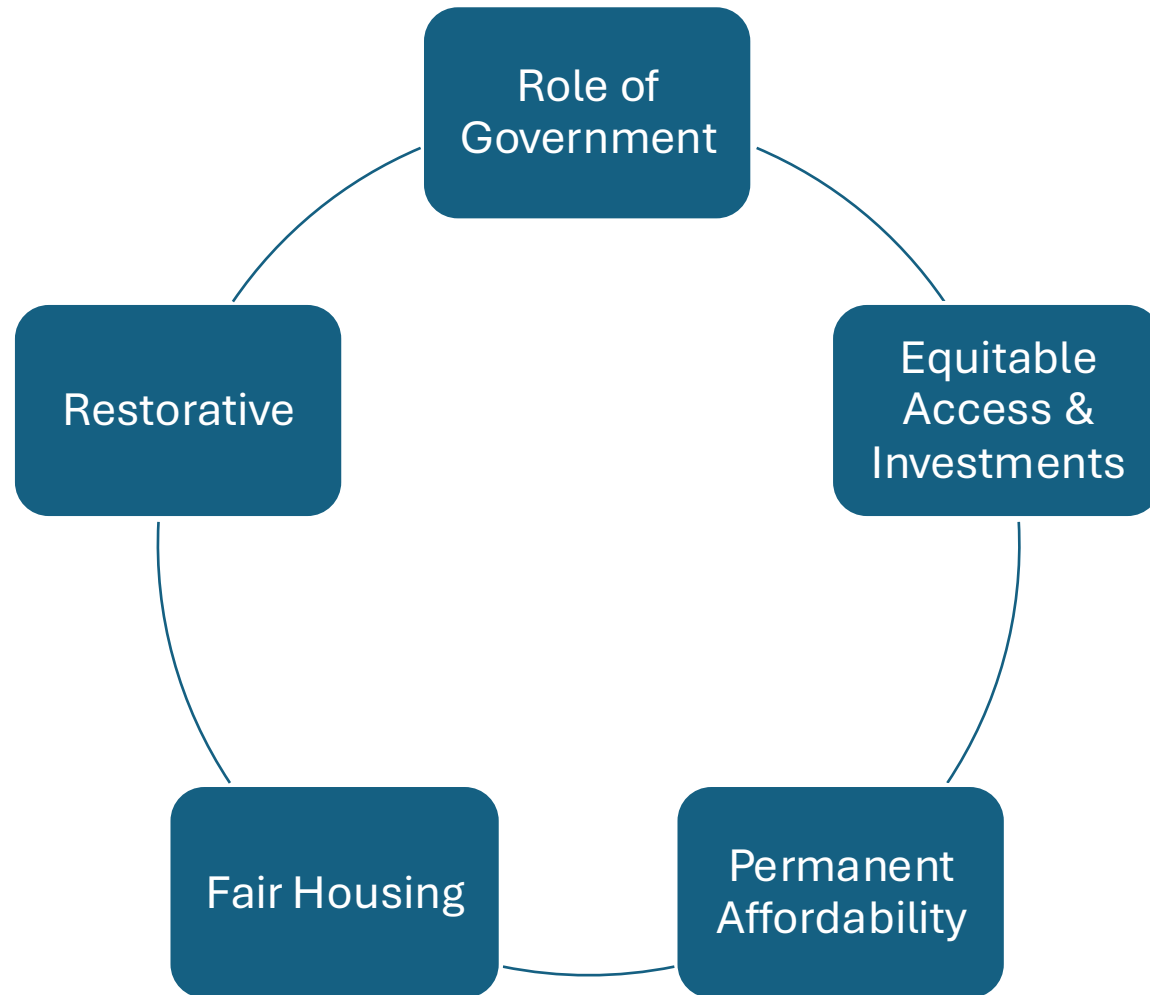 Role of
Government
Equitable
Access &
Investments
Permanent
Affordability
Fair Housing
Restorative